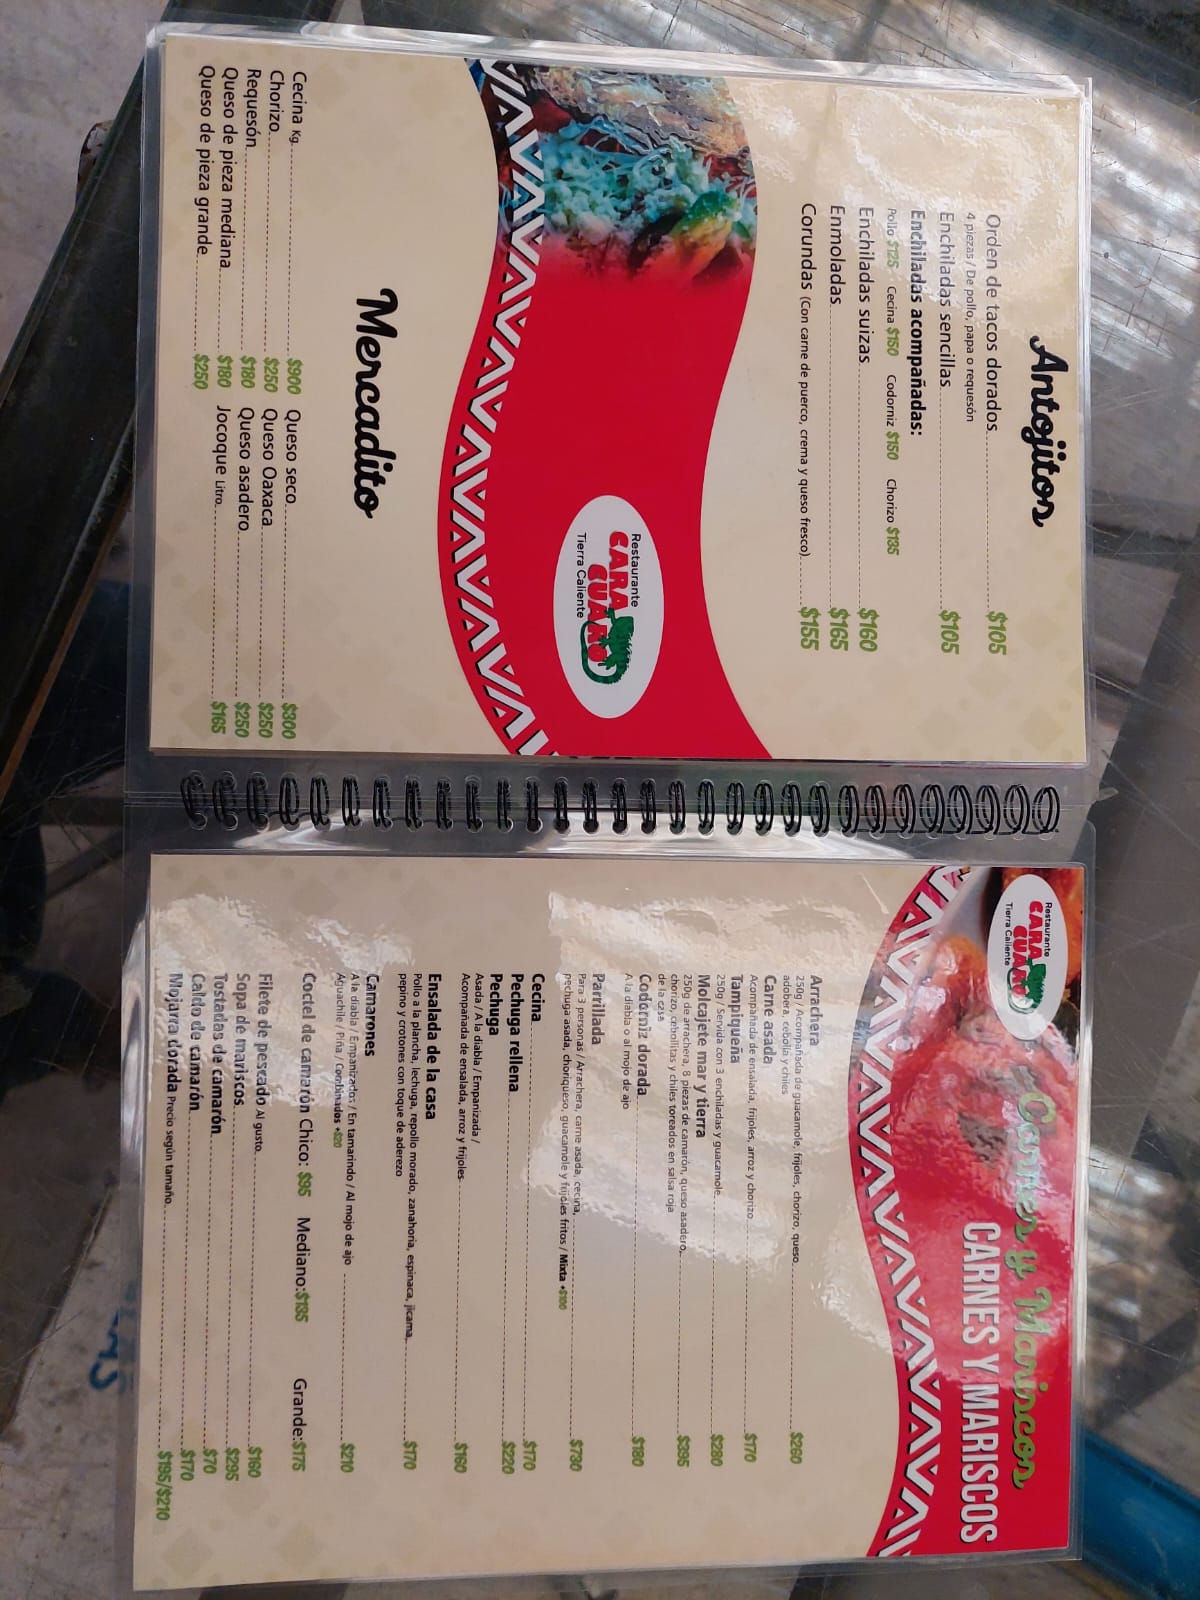 Antojitos
Orden de tacos dorados $105
4 piezas / De pollo, papa o requesón
Enchiladas sencillas $105
Enchiladas acompañadas:
Pollo $125 Cecina $150 Codorniz $150 Chorizo $135
Enchiladas suizas $160
Enmoladas $165
Corundas (Con carne de puerco, crema y queso fresco) $155
Restaurante
CARA
CUARO
Tierra Caliente
Mercadito
Cecina Kg $900
Chorizo $250
Requesón $180
Queso de pieza mediana $180
Queso de pieza grande $250
Queso seco $300
Queso Oaxaca $250
Queso asadero $250
Jocoque Litro $165
Restaurante
CARA
CUARO
Tierra Caliente
Carnes y Mariscos
CARNES Y MARISCOS
Arrachera
250g / Acompañada de guacamole, frijoles, chorizo, queso $260
adobera, cebolla y chiles
Carne asada
Acompañada de ensalada, frijoles, arroz y chorizo $170
Tampiqueña
250g / Servida con 3 enchiladas y guacamole $280
Molcajete mar y tierra
250g de arrachera, 8 piezas de camarón, queso asadero,
chorizo, cebollitas y chiles toreados en salsa roja $395
de la casa
Codorniz dorada $180
A la diabla o al mojo de ajo
Parrillada
Para 3 personas / Arrachera, carne asada, cecina, $730
pechuga asada, choriqueso, guacamole y frijoles fritos / Mixta +$100
Cecina $170
Pechuga rellena $220
Pechuga
Asada / A la diabla / Empanizada /
Acompañada de ensalada, arroz y frijoles $160
Ensalada de la casa
Pollo a la plancha, lechuga, repollo morado, zanahoria, espinaca, jícama, $170
pepino y crotones con toque de aderezo
Camarones
A la diabla / Empanizados / En tamarindo / Al mojo de ajo $210
Aguachile / Piña / Combinados +$20
Coctel de camarón Chico: $95 Mediano:$135 Grande:$175
Filete de pescado Al gusto $160
Sopa de mariscos $295
Tostadas da camarón $70
Caldo de camarón $170
Mojarra dorada Precio según tamaño $195/$210